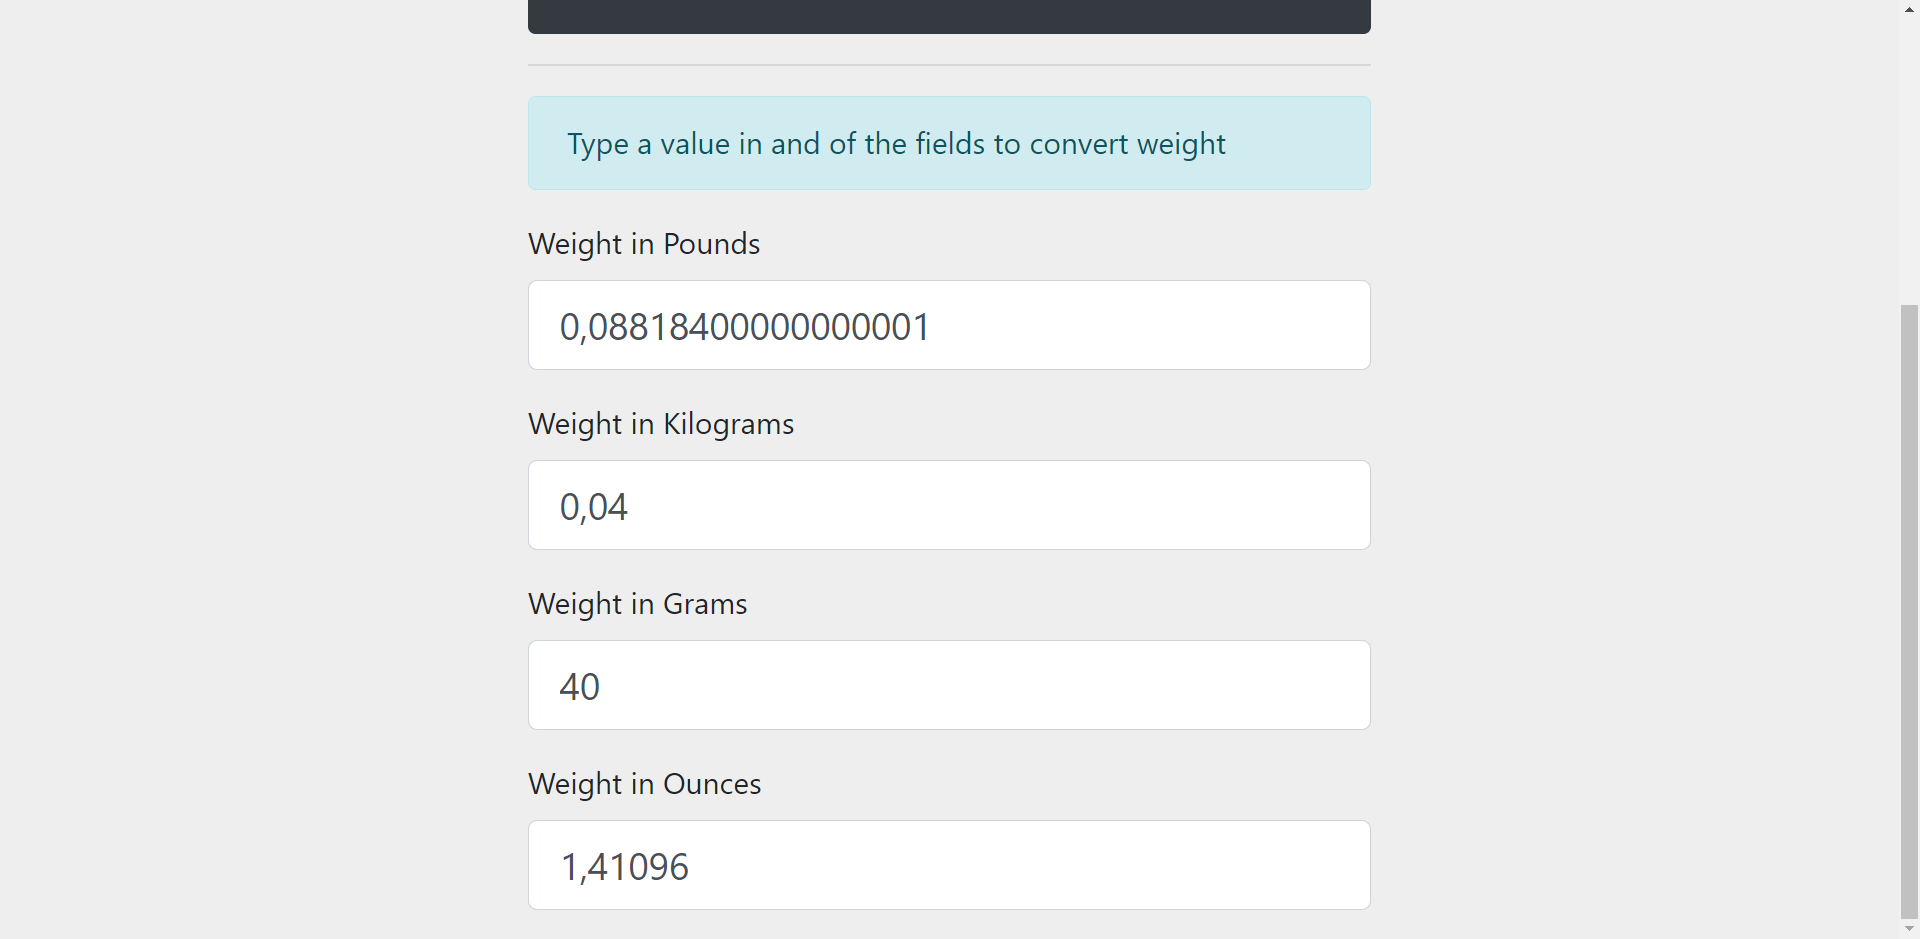 Type a value in and of the fields to convert weight
Weight in Pounds
0,08818400000000001
Weight in Kilograms
0,04
Weight in Grams
40
Weight in Ounces
1,41096